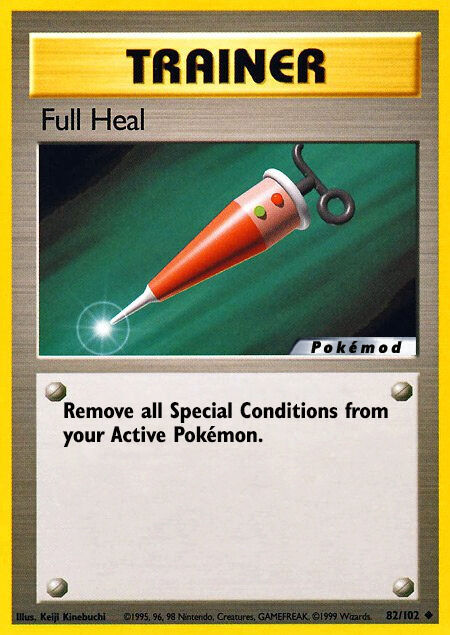 TRAINER
Full Heal
Pokémod
Remove all Special Conditions from
your Active Pokémon.
Illus. Keiji Kinebuchi ©1995, 96, 98 Nintendo, Creatures, GAMEFREAK. ©1999 Wizards. 82/102 ◆